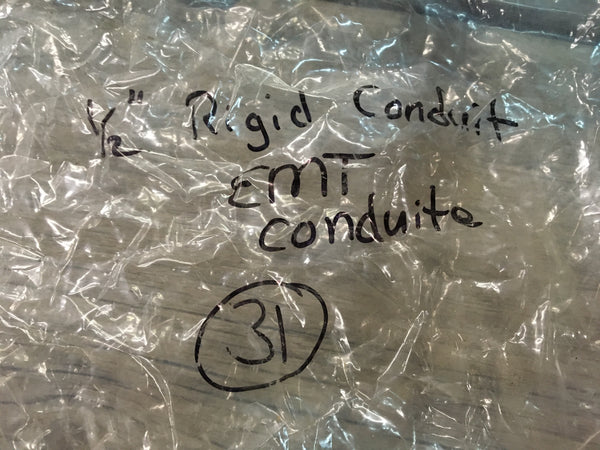 1/2" Rigid Conduit
EMT
conduite
31